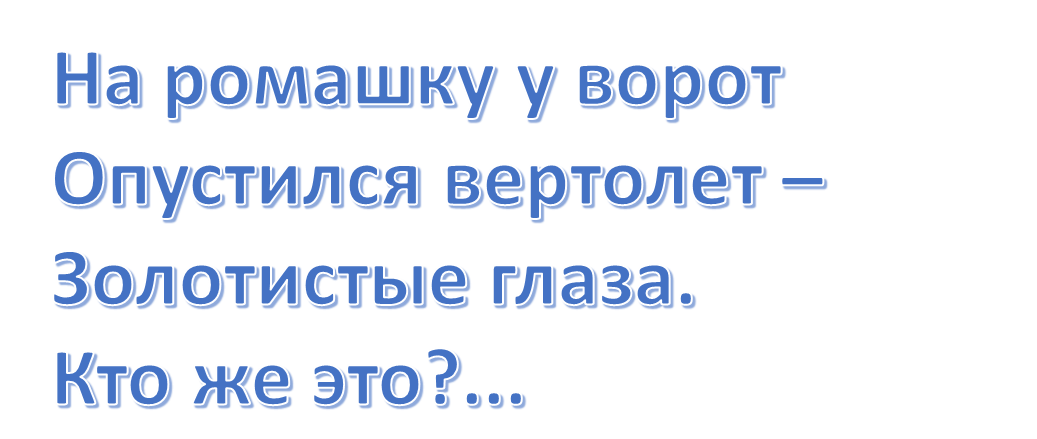 На ромашку у ворот
Опустился вертолет –
Золотистые глаза.
Кто же это?...